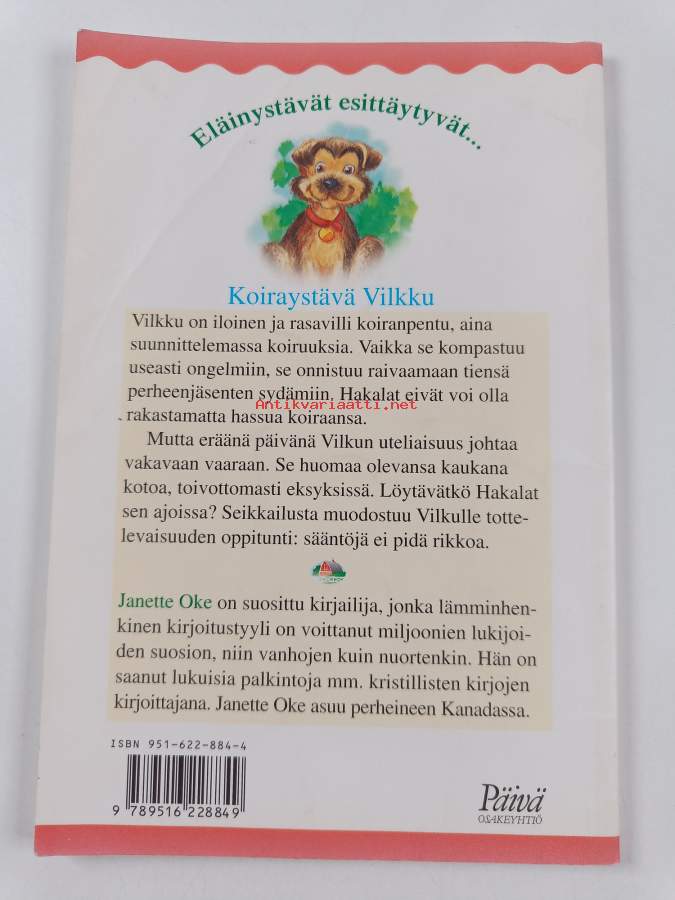 Eläinystävät esittäytyvät...
Koiraystävä Vilkku
Vilkku on iloinen ja rasavilli koiranpentu, aina
suunnittelemassa koiruuksia. Vaikka se kompastuu
useasti ongelmiin, se onnistuu raivaamaan tiensä
perheenjäsenten sydämiin. Hakalat eivät voi olla
Antikvariaatti.net
rakastamatta hassua koiraansa.
Mutta eräänä päivänä Vilkun uteliaisuus johtaa
vakavaan vaaraan. Se huomaa olevansa kaukana
kotoa, toivottomasti eksyksissä. Löytävätkö Hakalat
sen ajoissa? Seikkailusta muodostuu Vilkulle totte-
levaisuuden oppitunti: sääntöjä ei pidä rikkoa.
Janette Oke on suosittu kirjailija, jonka lämminhen-
kinen kirjoitustyyli on voittanut miljoonien lukijoi-
den suosion, niin vanhojen kuin nuortenkin. Hän on
saanut lukuisia palkintoja mm. kristillisten kirjojen
kirjoittajana. Janette Oke asuu perheineen Kanadassa.
ISBN 951-622-884-4
9 789516 228849
Päivä
OSAKEYHTIÖ